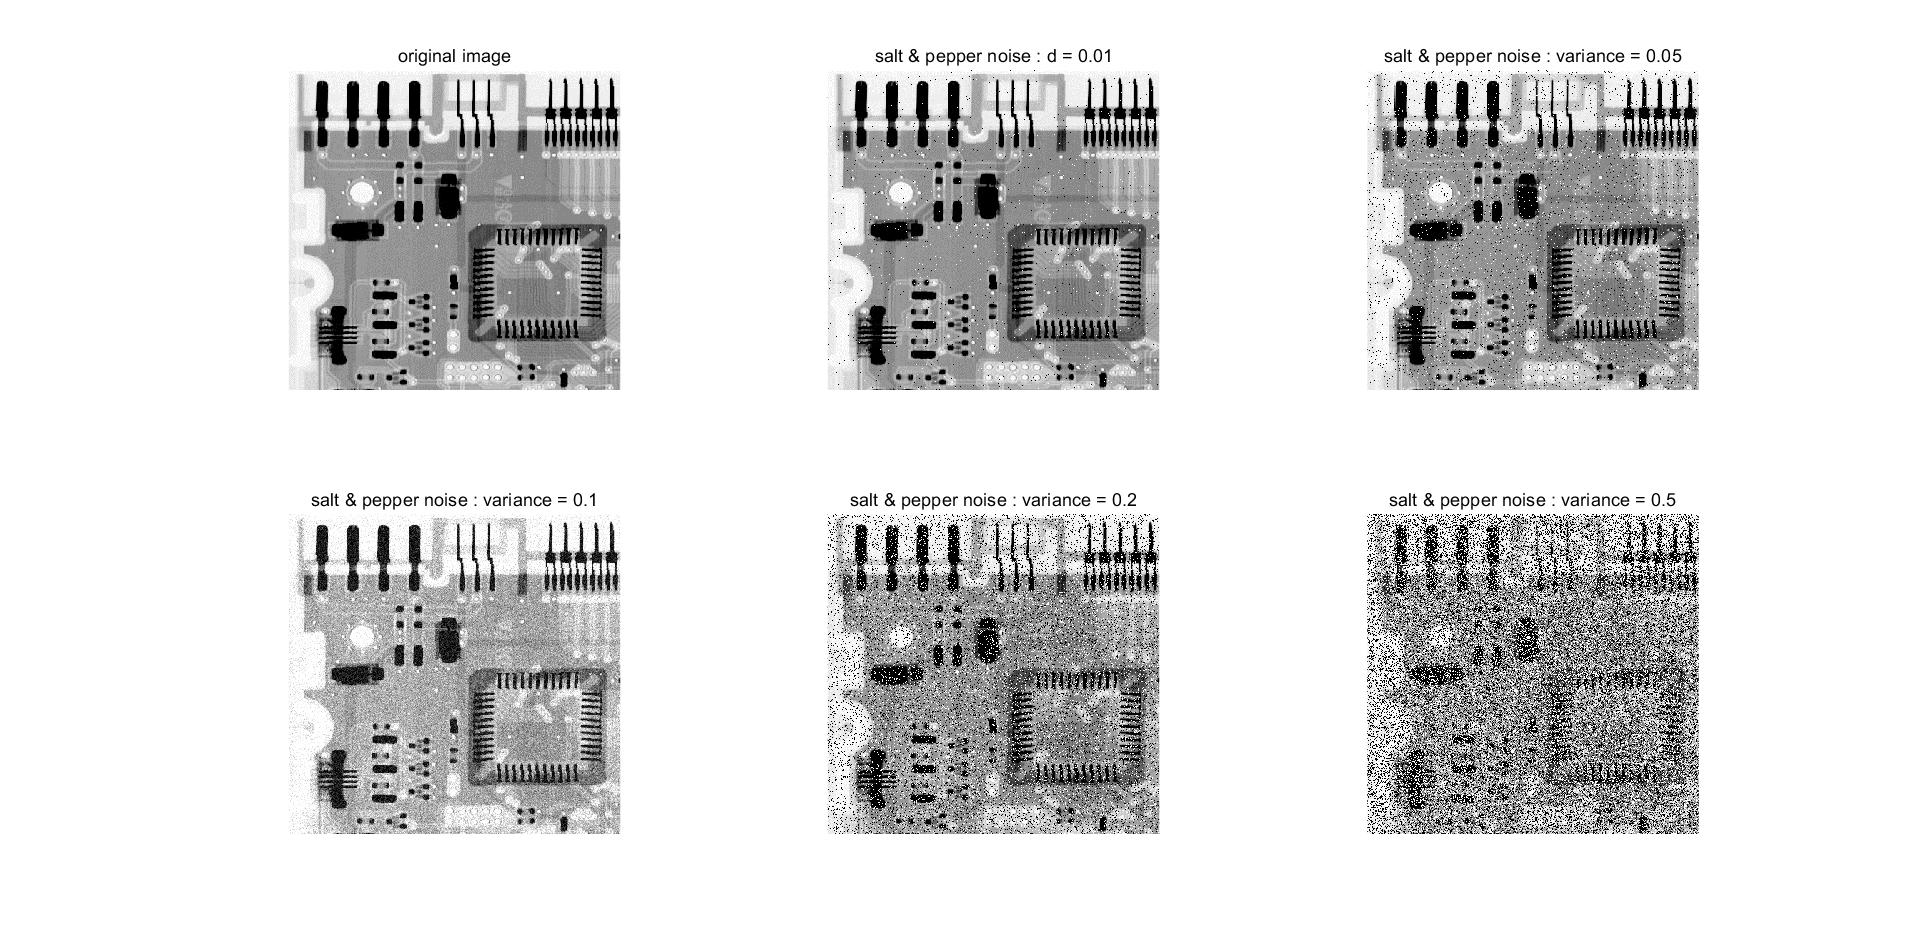 original image
salt & pepper noise : d = 0.01
salt & pepper noise : variance = 0.05
salt & pepper noise : variance = 0.1
salt & pepper noise : variance = 0.2
salt & pepper noise : variance = 0.5